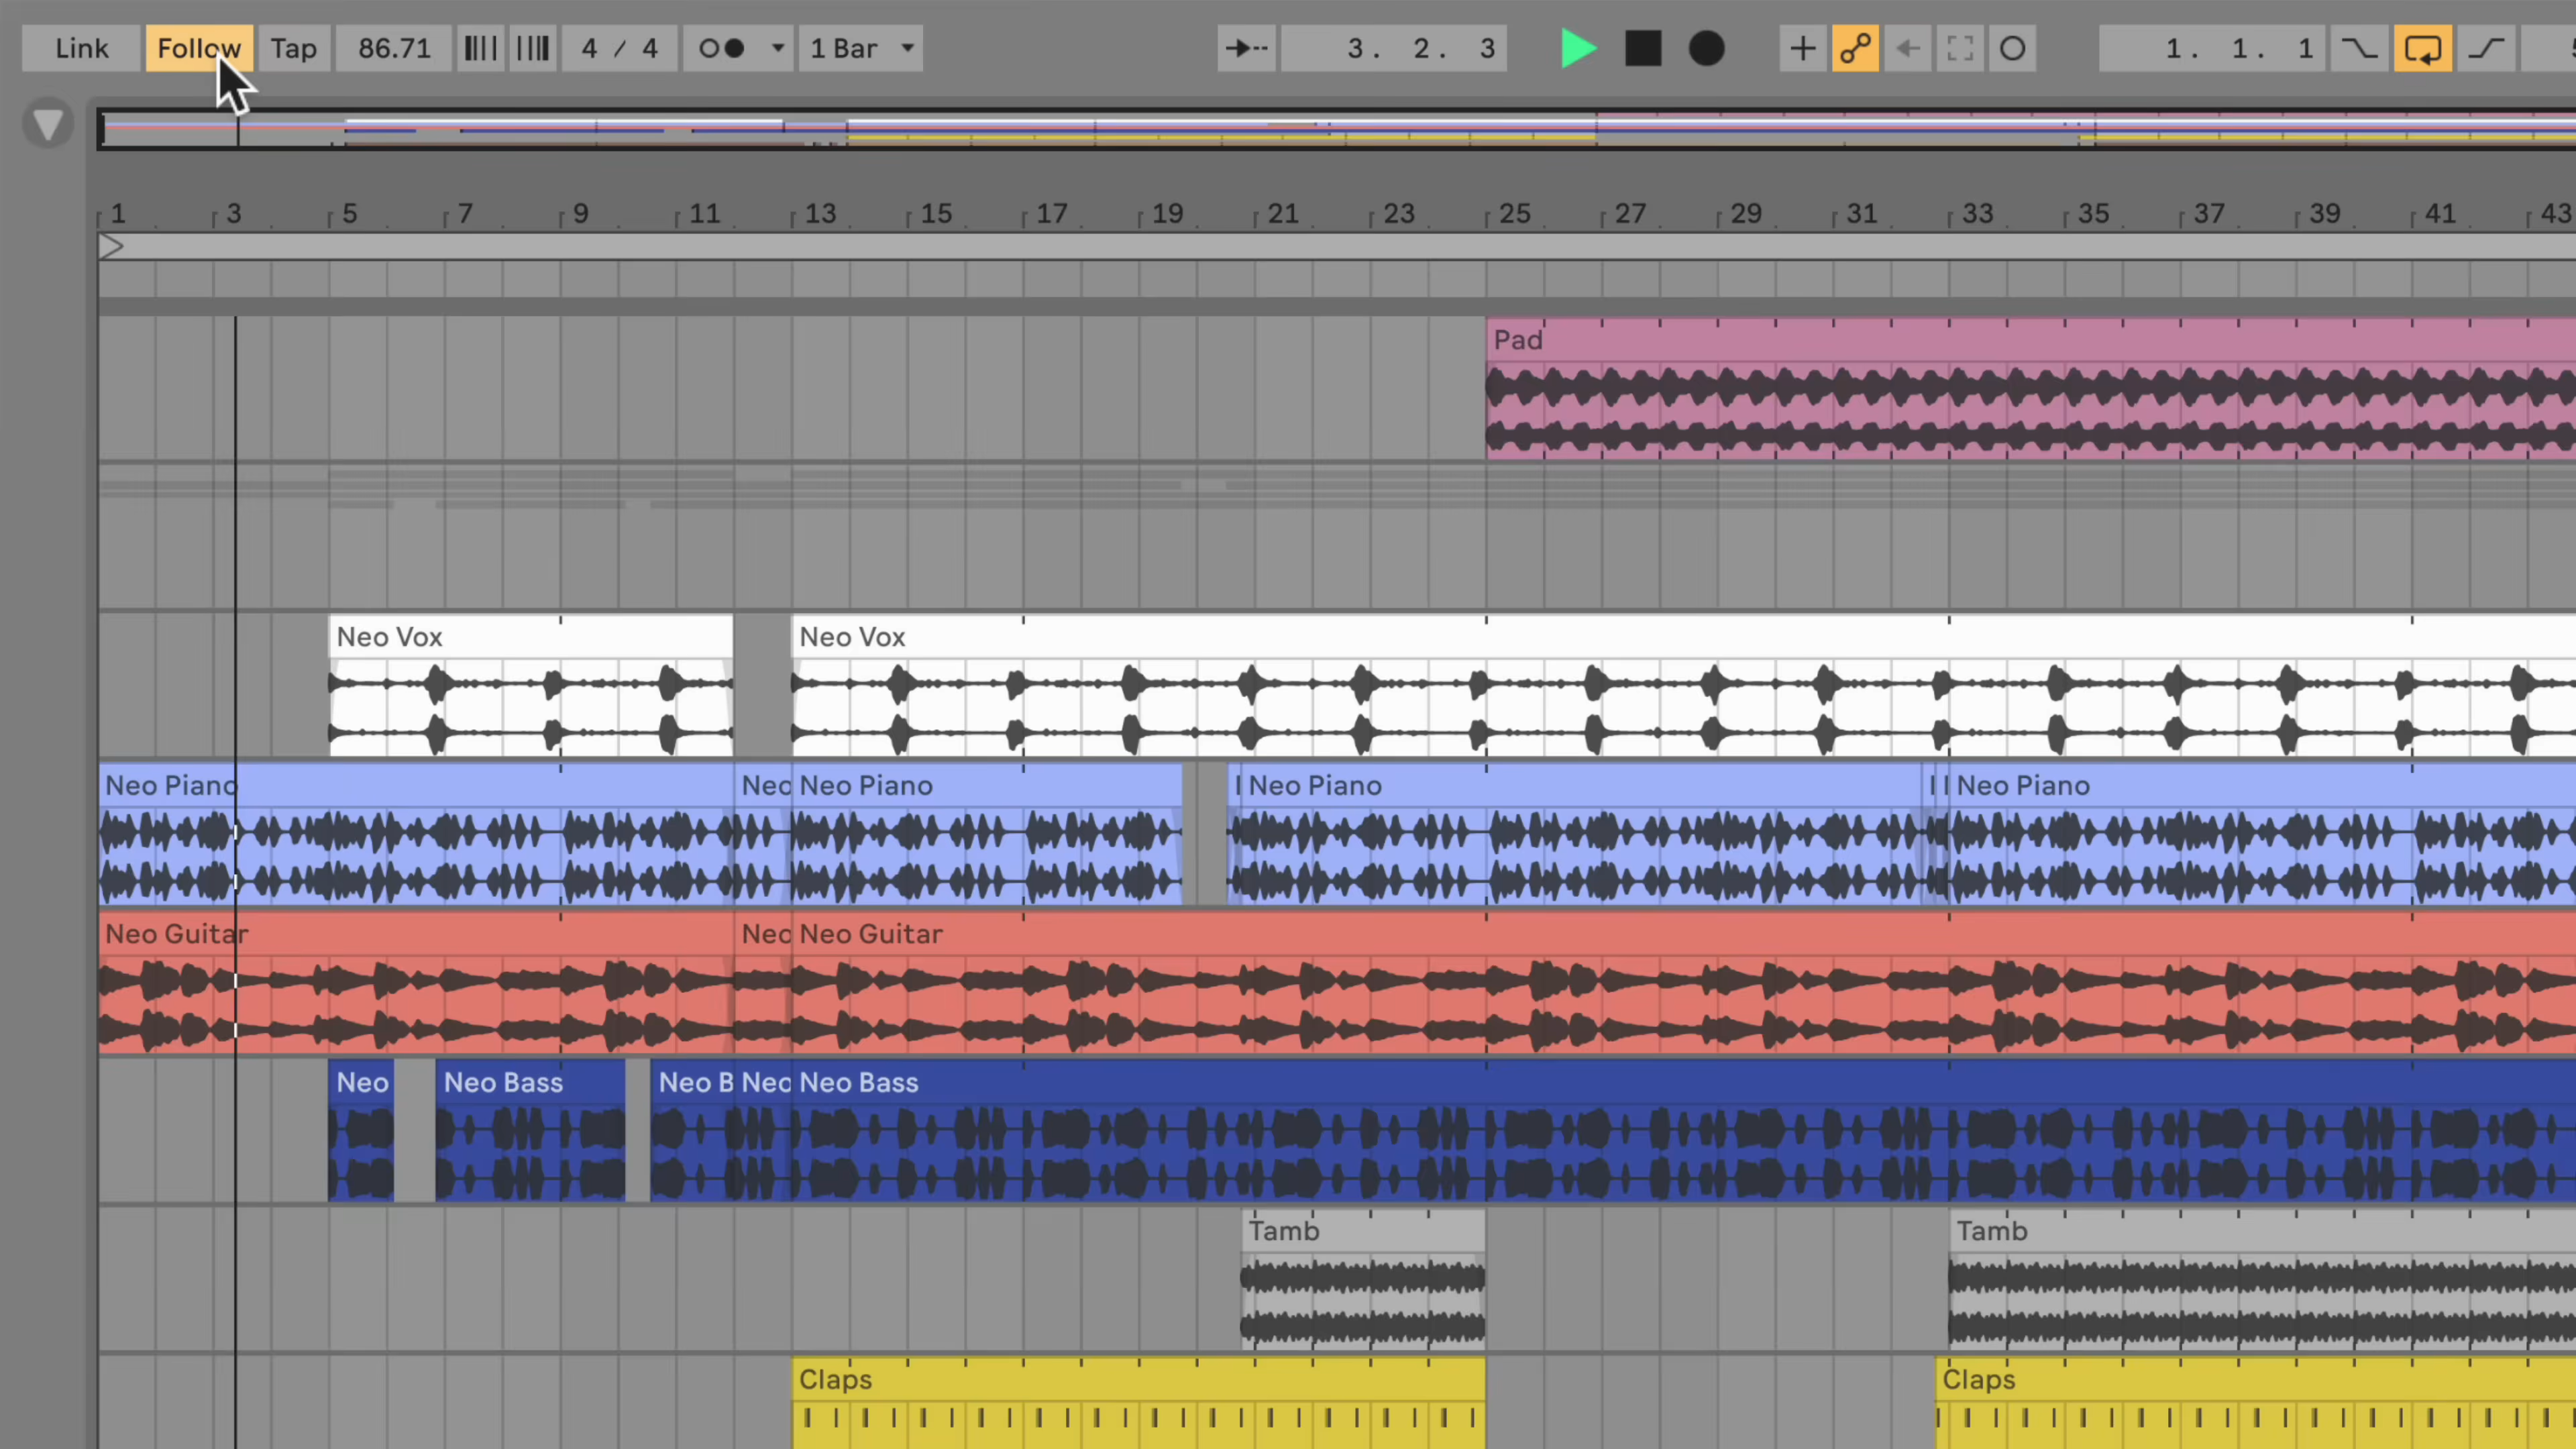 Link Follow Tap 86.71 4 / 4 1 Bar 3. 2. 3 1. 1. 1
1 3 5 7 9 11 13 15 17 19 21 23 25 27 29 31 33 35 37 39 41 43
Pad
Neo Vox Neo Vox
Neo Piano Neo Neo Piano Neo Piano Neo Piano
Neo Guitar Neo Neo Guitar
Neo Neo Bass Neo B Neo Neo Bass
Tamb Tamb
Claps Claps